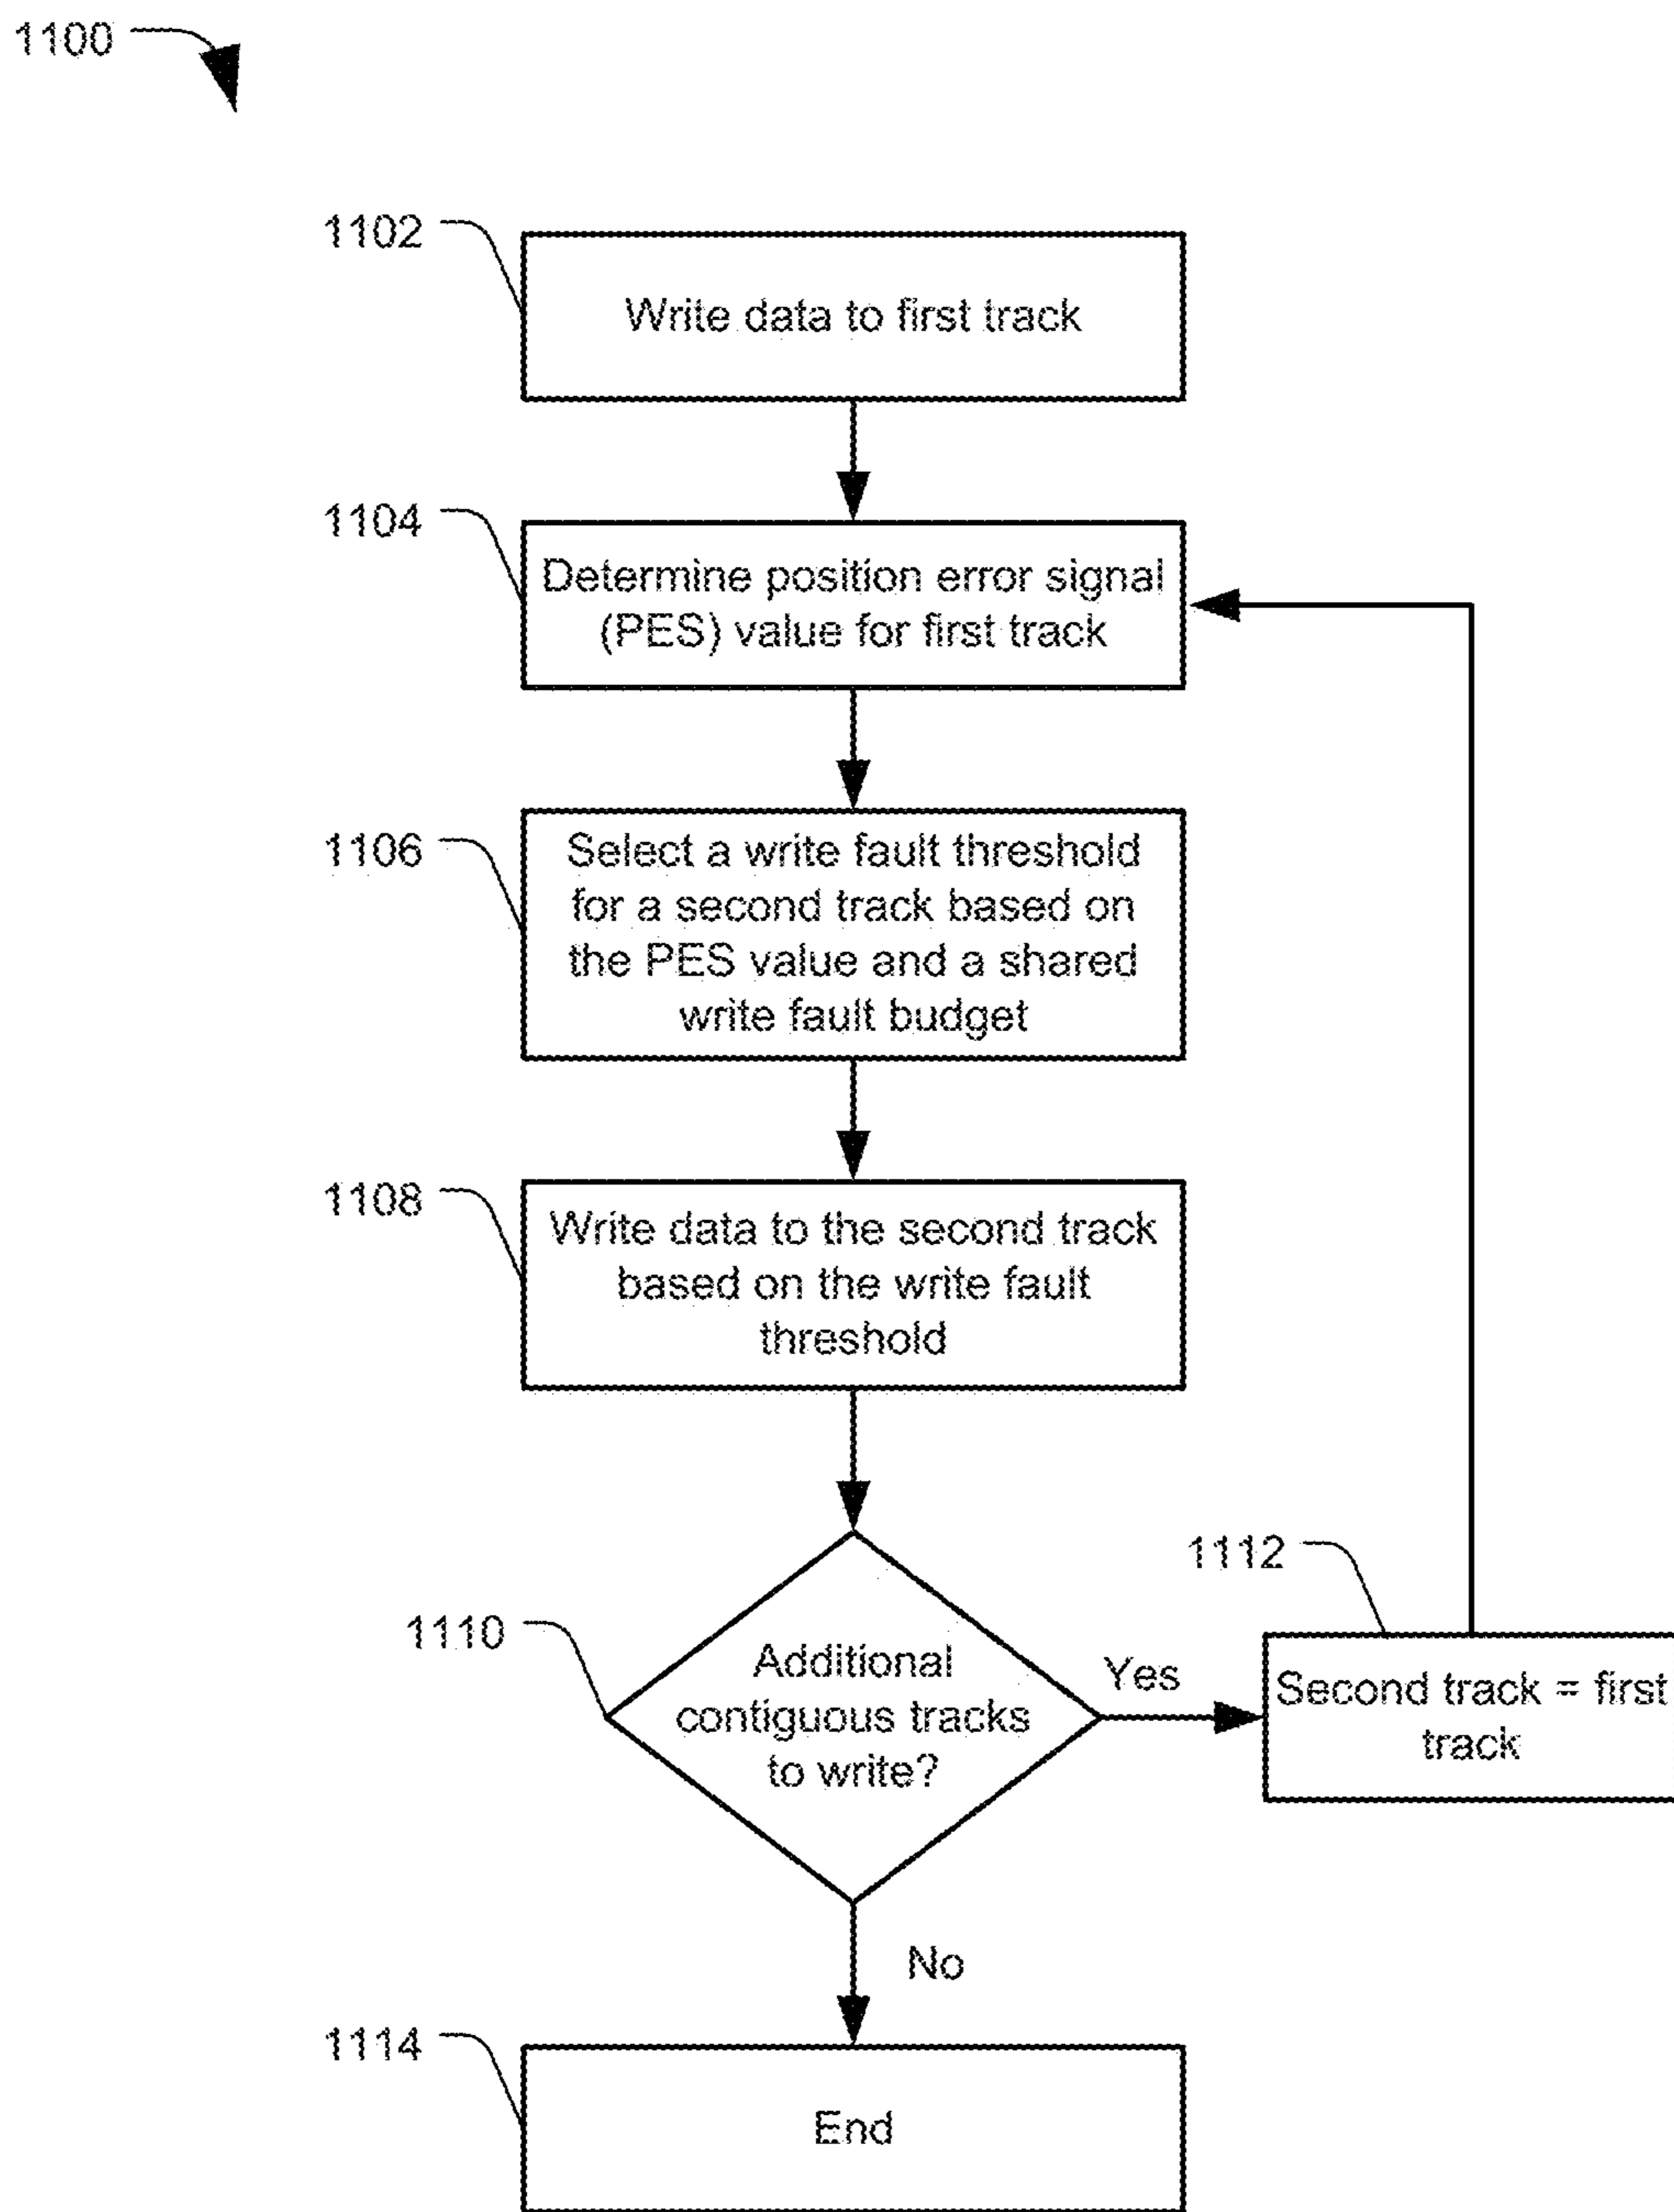 1100
1102
Write data to first track
1104
Determine position error signal
(PES) value for first track
1106
Select a write fault threshold
for a second track based on
the PES value and a shared
write fault budget
1108
Write data to the second track
based on the write fault
threshold
1110
Additional
contiguous tracks
to write?
Yes
1112
Second track = first
track
No
1114
End